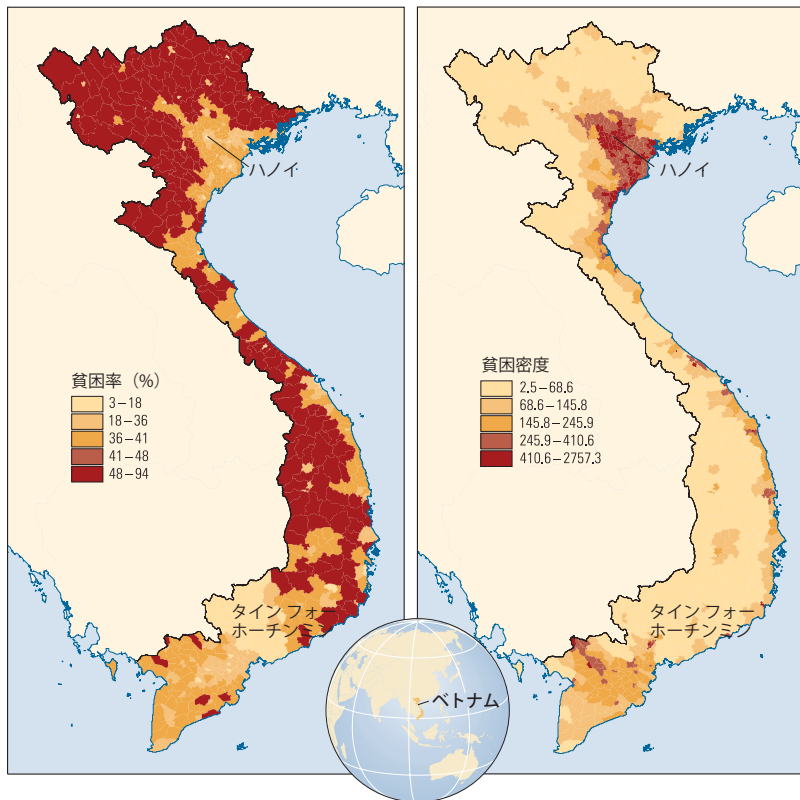 ハノイ
貧困率（%）
3–18
18–36
36–41
41–48
48–94
タイン フォー
ホーチンミン
ハノイ
貧困密度
2.5–68.6
68.6–145.8
145.8–245.9
245.9–410.6
410.6–2757.3
タイン フォー
ホーチンミン
ベトナム